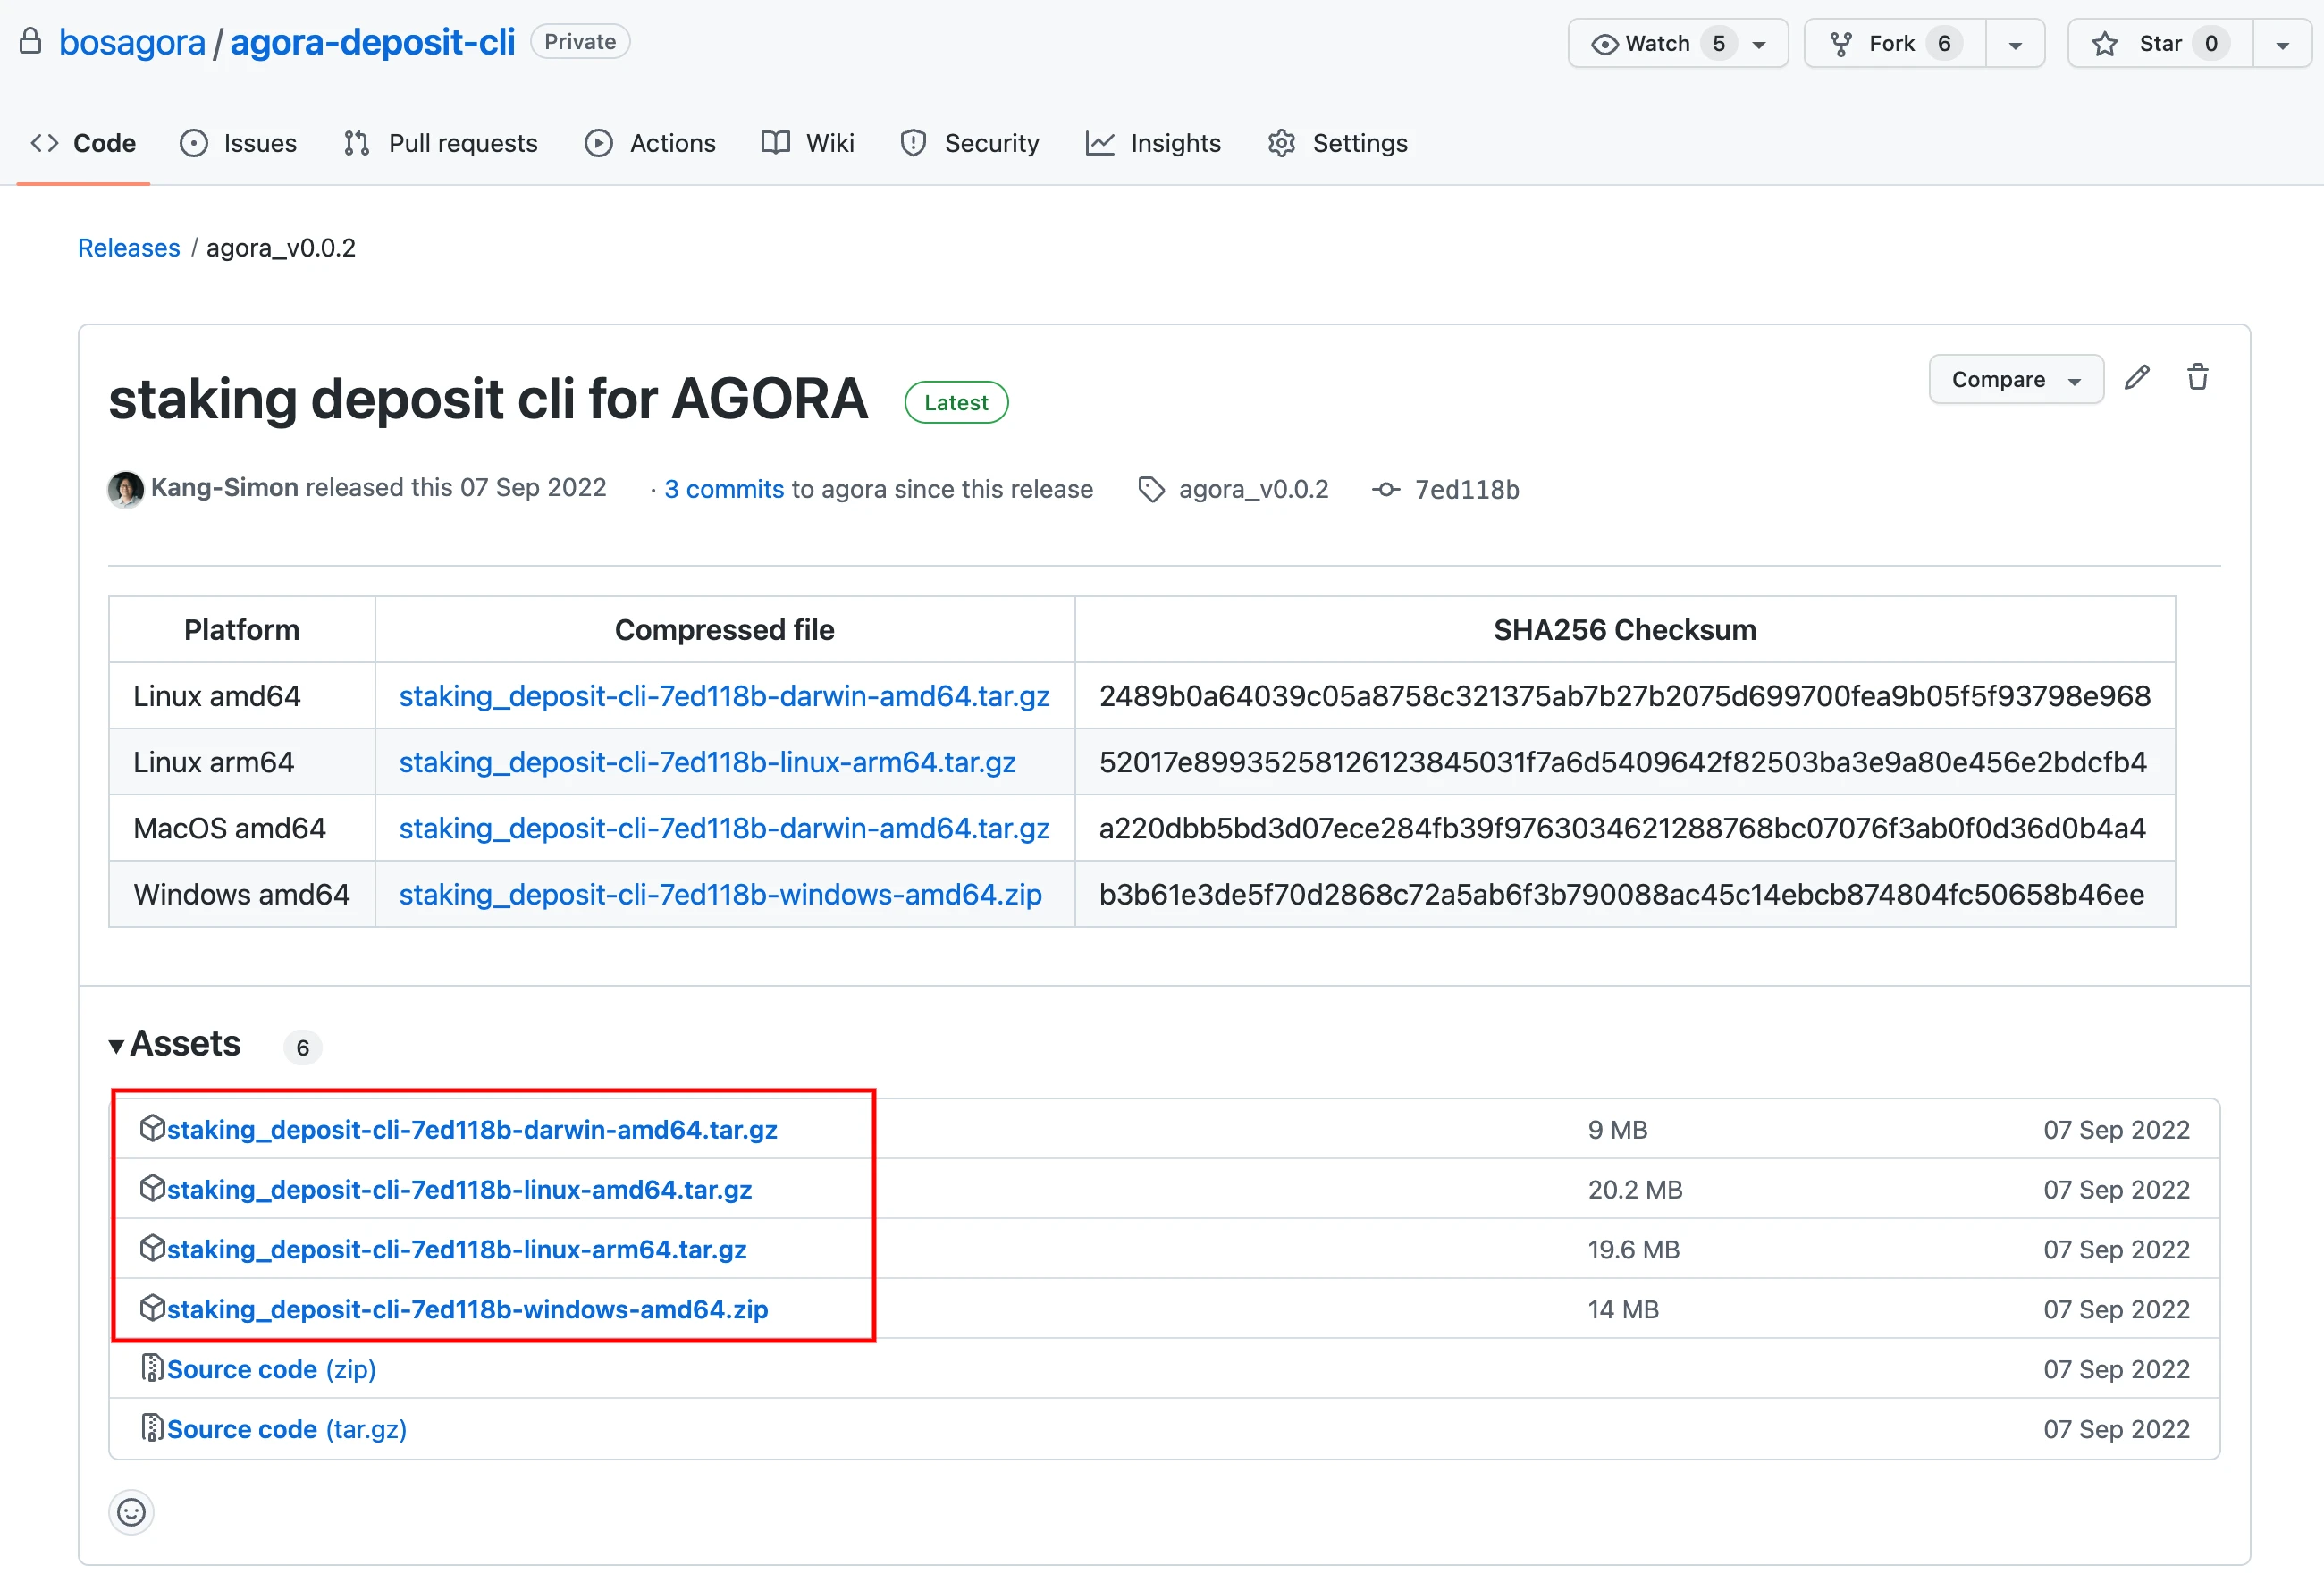 bosagora / agora-deposit-cli Private Watch 5 Fork 6 Star 0
Code Issues Pull requests Actions Wiki Security Insights Settings
Releases / agora_v0.0.2
staking deposit cli for AGORA Latest Compare
Kang-Simon released this 07 Sep 2022 · 3 commits to agora since this release agora_v0.0.2 7ed118b
Platform Compressed file SHA256 Checksum
Linux amd64 staking_deposit-cli-7ed118b-darwin-amd64.tar.gz 2489b0a64039c05a8758c321375ab7b27b2075d699700fea9b05f5f93798e968
Linux arm64 staking_deposit-cli-7ed118b-linux-arm64.tar.gz 52017e89935258126123845031f7a6d5409642f82503ba3e9a80e456e2bdcfb4
MacOS amd64 staking_deposit-cli-7ed118b-darwin-amd64.tar.gz a220dbb5bd3d07ece284fb39f9763034621288768bc07076f3ab0f0d36d0b4a4
Windows amd64 staking_deposit-cli-7ed118b-windows-amd64.zip b3b61e3de5f70d2868c72a5ab6f3b790088ac45c14ebcb874804fc50658b46ee
Assets 6
staking_deposit-cli-7ed118b-darwin-amd64.tar.gz 9 MB 07 Sep 2022
staking_deposit-cli-7ed118b-linux-amd64.tar.gz 20.2 MB 07 Sep 2022
staking_deposit-cli-7ed118b-linux-arm64.tar.gz 19.6 MB 07 Sep 2022
staking_deposit-cli-7ed118b-windows-amd64.zip 14 MB 07 Sep 2022
Source code (zip) 07 Sep 2022
Source code (tar.gz) 07 Sep 2022